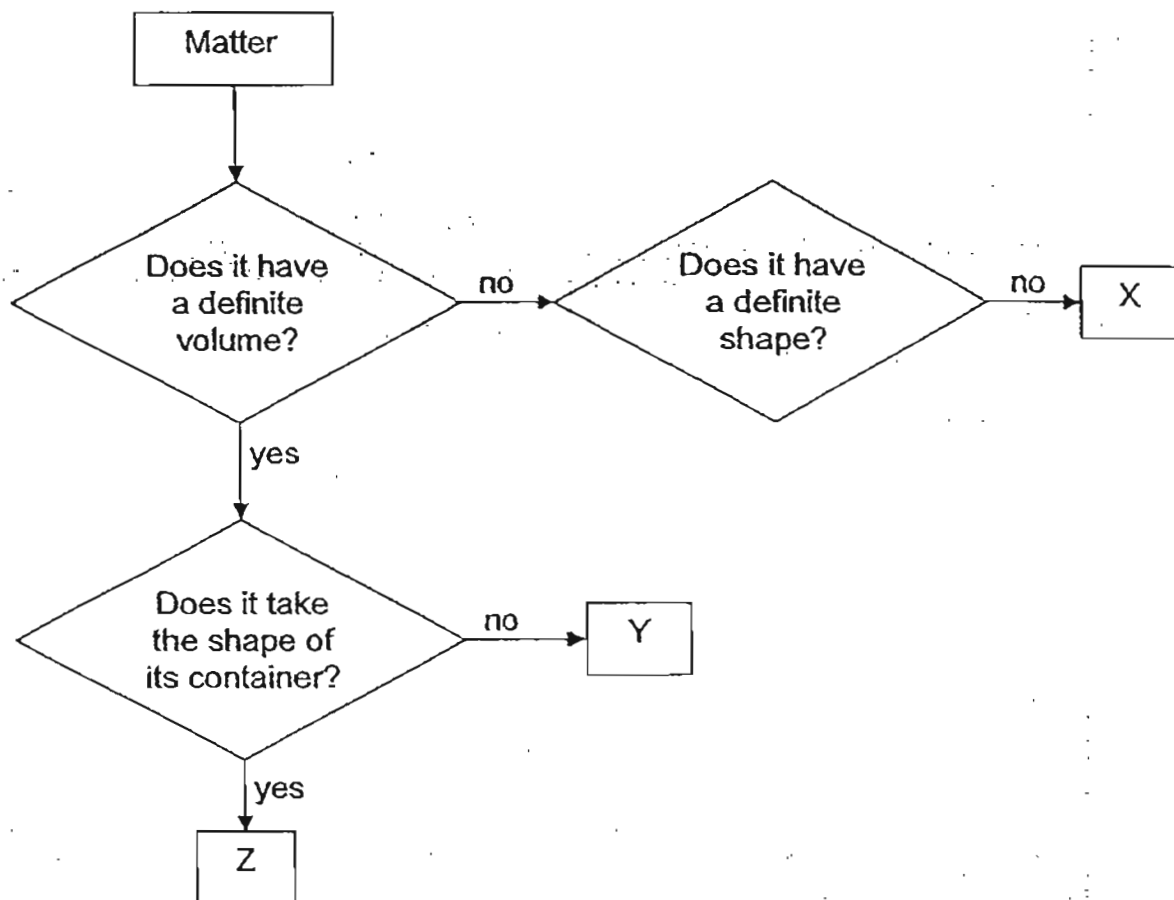 Matter
Does it have
a definite
volume?
no
Does it have
a definite
shape?
no
X
yes
Does it take
the shape of
its container?
no
Y
yes
Z